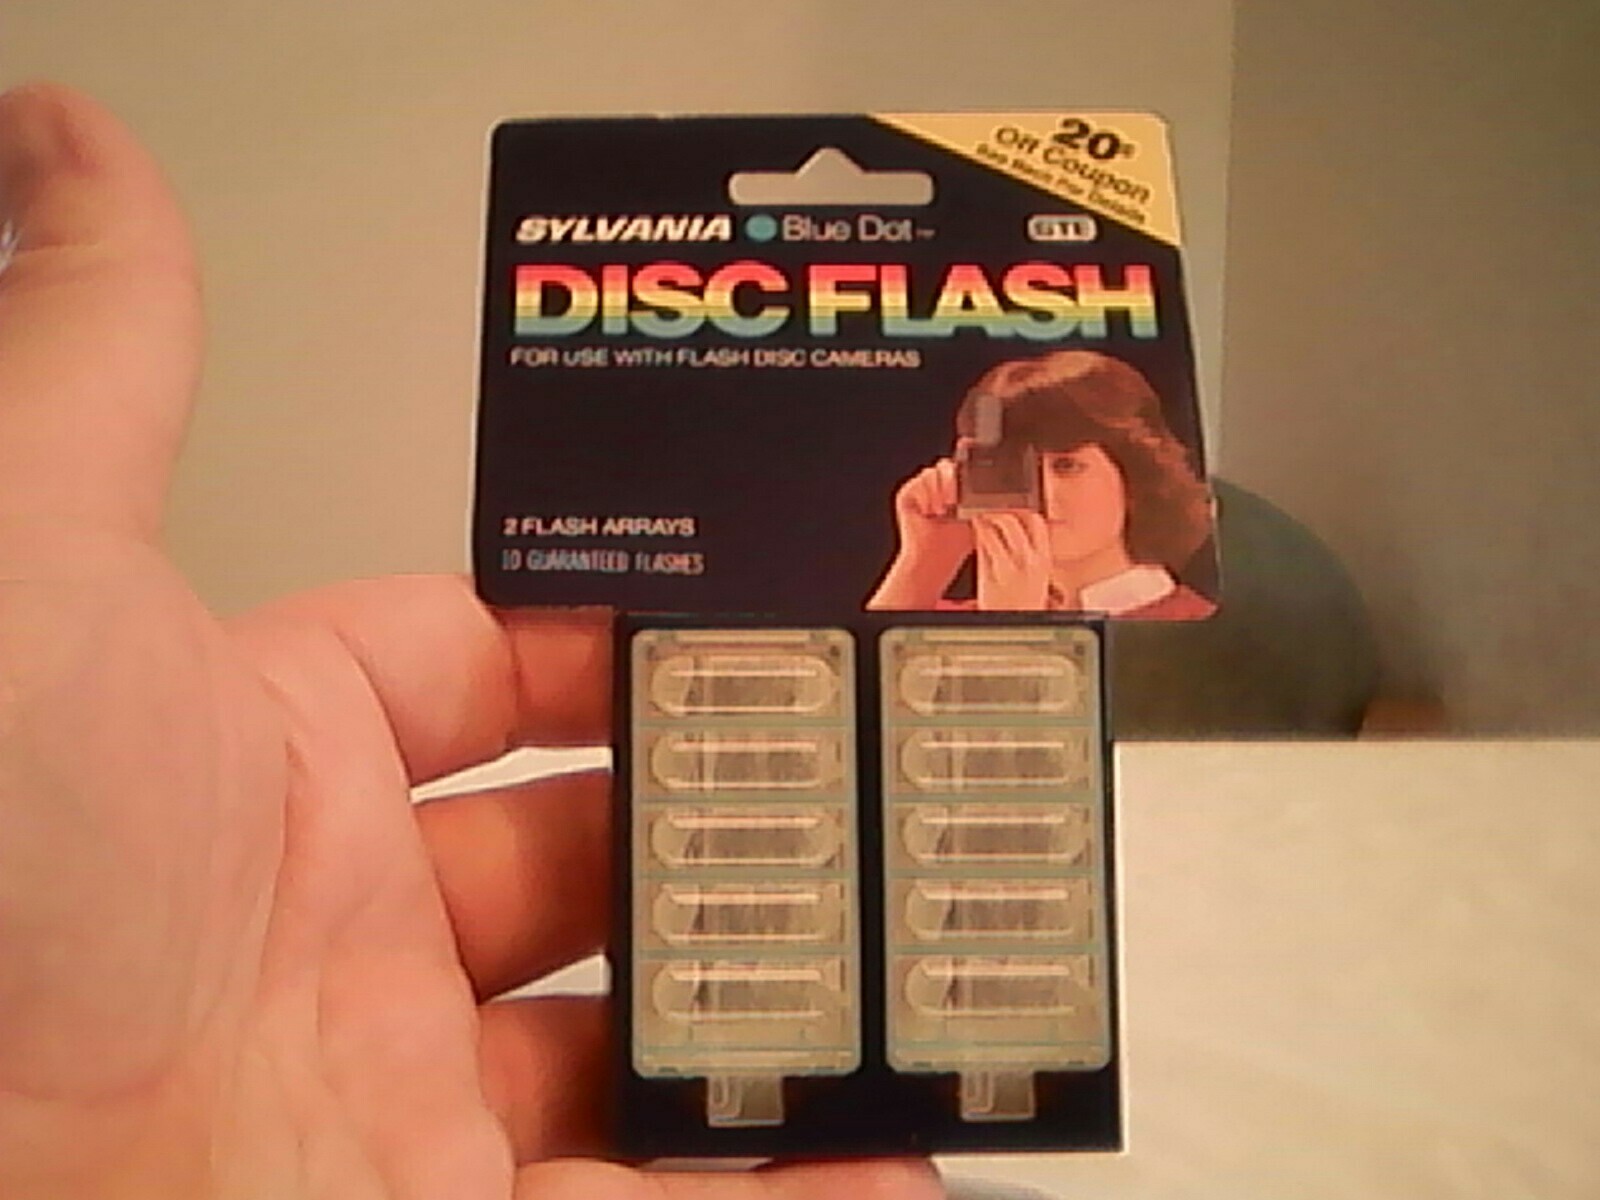 20¢
Off Coupon
See Back For Details
SYLVANIA Blue Dot™ GTE
DISC FLASH
FOR USE WITH FLASH DISC CAMERAS
2 FLASH ARRAYS
10 GUARANTEED FLASHES